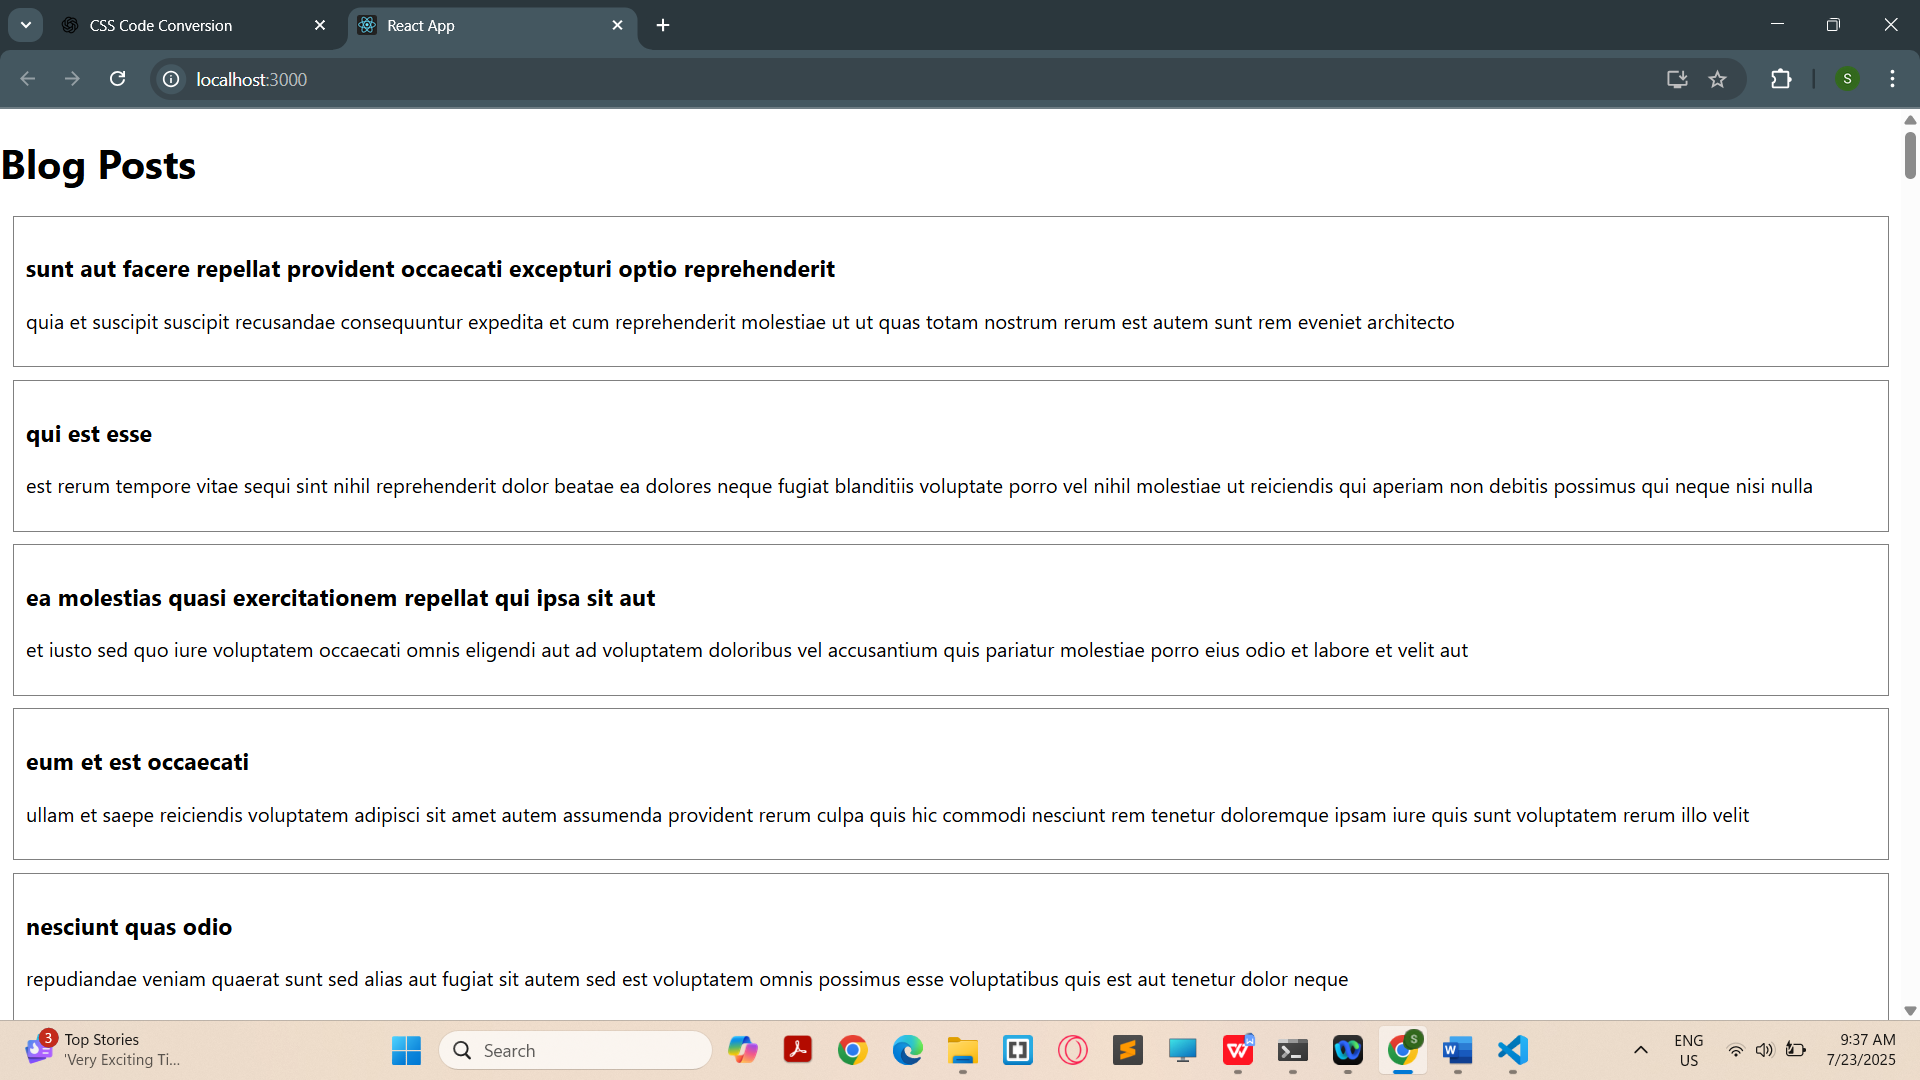 CSS Code Conversion
React App
localhost:3000
S
Blog Posts
sunt aut facere repellat provident occaecati excepturi optio reprehenderit
quia et suscipit suscipit recusandae consequuntur expedita et cum reprehenderit molestiae ut ut quas totam nostrum rerum est autem sunt rem eveniet architecto
qui est esse
est rerum tempore vitae sequi sint nihil reprehenderit dolor beatae ea dolores neque fugiat blanditiis voluptate porro vel nihil molestiae ut reiciendis qui aperiam non debitis possimus qui neque nisi nulla
ea molestias quasi exercitationem repellat qui ipsa sit aut
et iusto sed quo iure voluptatem occaecati omnis eligendi aut ad voluptatem doloribus vel accusantium quis pariatur molestiae porro eius odio et labore et velit aut
eum et est occaecati
ullam et saepe reiciendis voluptatem adipisci sit amet autem assumenda provident rerum culpa quis hic commodi nesciunt rem tenetur doloremque ipsam iure quis sunt voluptatem rerum illo velit
nesciunt quas odio
repudiandae veniam quaerat sunt sed alias aut fugiat sit autem sed est voluptatem omnis possimus esse voluptatibus quis est aut tenetur dolor neque
3
Top Stories
'Very Exciting Ti...
Search
S
ENG
US
9:37 AM
7/23/2025